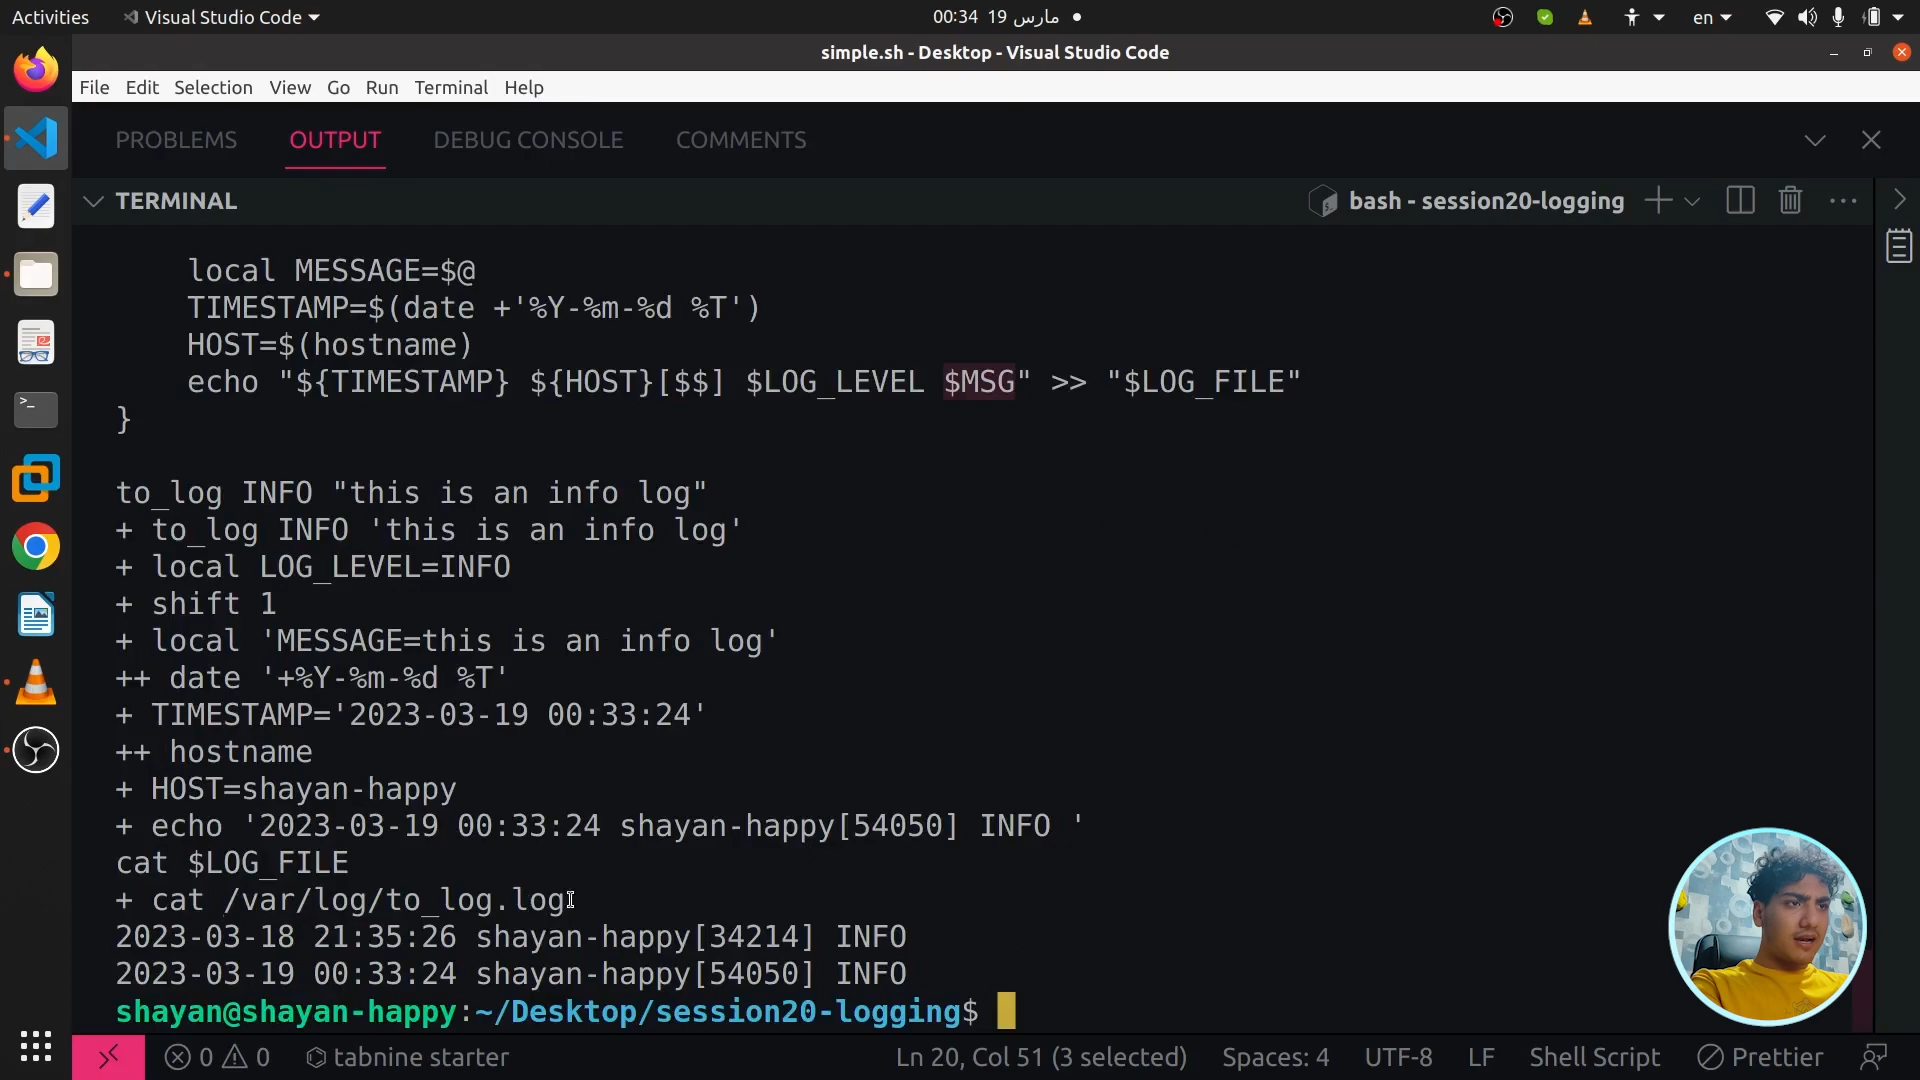 Activities
Visual Studio Code
00:34 19 مارس
en
simple.sh - Desktop - Visual Studio Code
File Edit Selection View Go Run Terminal Help
PROBLEMS OUTPUT DEBUG CONSOLE COMMENTS
TERMINAL
bash - session20-logging
local MESSAGE=$@
TIMESTAMP=$(date +'%Y-%m-%d %T')
HOST=$(hostname)
echo "${TIMESTAMP} ${HOST}[$$] $LOG_LEVEL $MSG" >> "$LOG_FILE"
}
to_log INFO "this is an info log"
+ to_log INFO 'this is an info log'
+ local LOG_LEVEL=INFO
+ shift 1
+ local 'MESSAGE=this is an info log'
++ date '+%Y-%m-%d %T'
+ TIMESTAMP='2023-03-19 00:33:24'
++ hostname
+ HOST=shayan-happy
+ echo '2023-03-19 00:33:24 shayan-happy[54050] INFO '
cat $LOG_FILE
+ cat /var/log/to_log.log
2023-03-18 21:35:26 shayan-happy[34214] INFO
2023-03-19 00:33:24 shayan-happy[54050] INFO
shayan@shayan-happy:~/Desktop/session20-logging$
0 0 tabnine starter
Ln 20, Col 51 (3 selected) Spaces: 4 UTF-8 LF Shell Script Prettier